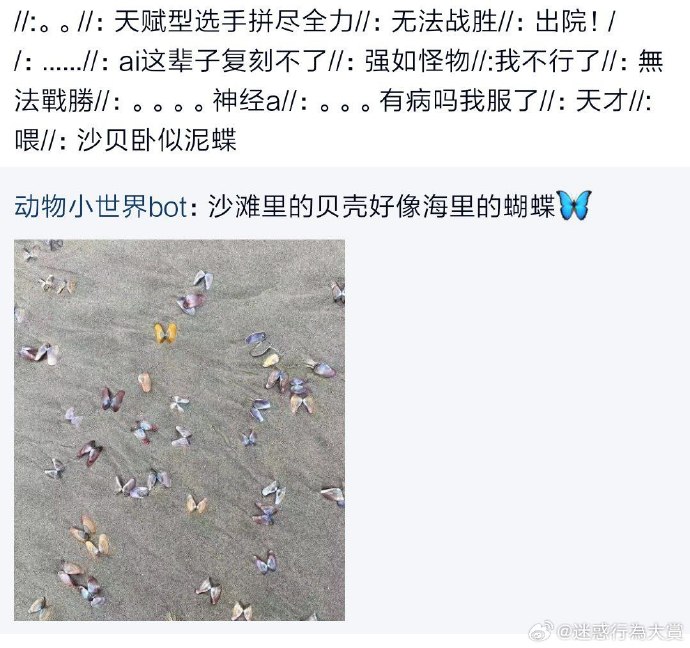 //:。。//：天赋型选手拼尽全力//：无法战胜//：出院！/
/：......//：ai这辈子复刻不了//：强如怪物//:我不行了//：無
法戰勝//：。。。。神经a//：。。。有病吗我服了//：天才//:
喂//：沙贝卧似泥蝶
动物小世界bot：沙滩里的贝壳好像海里的蝴蝶🦋
@迷惑行為大賞